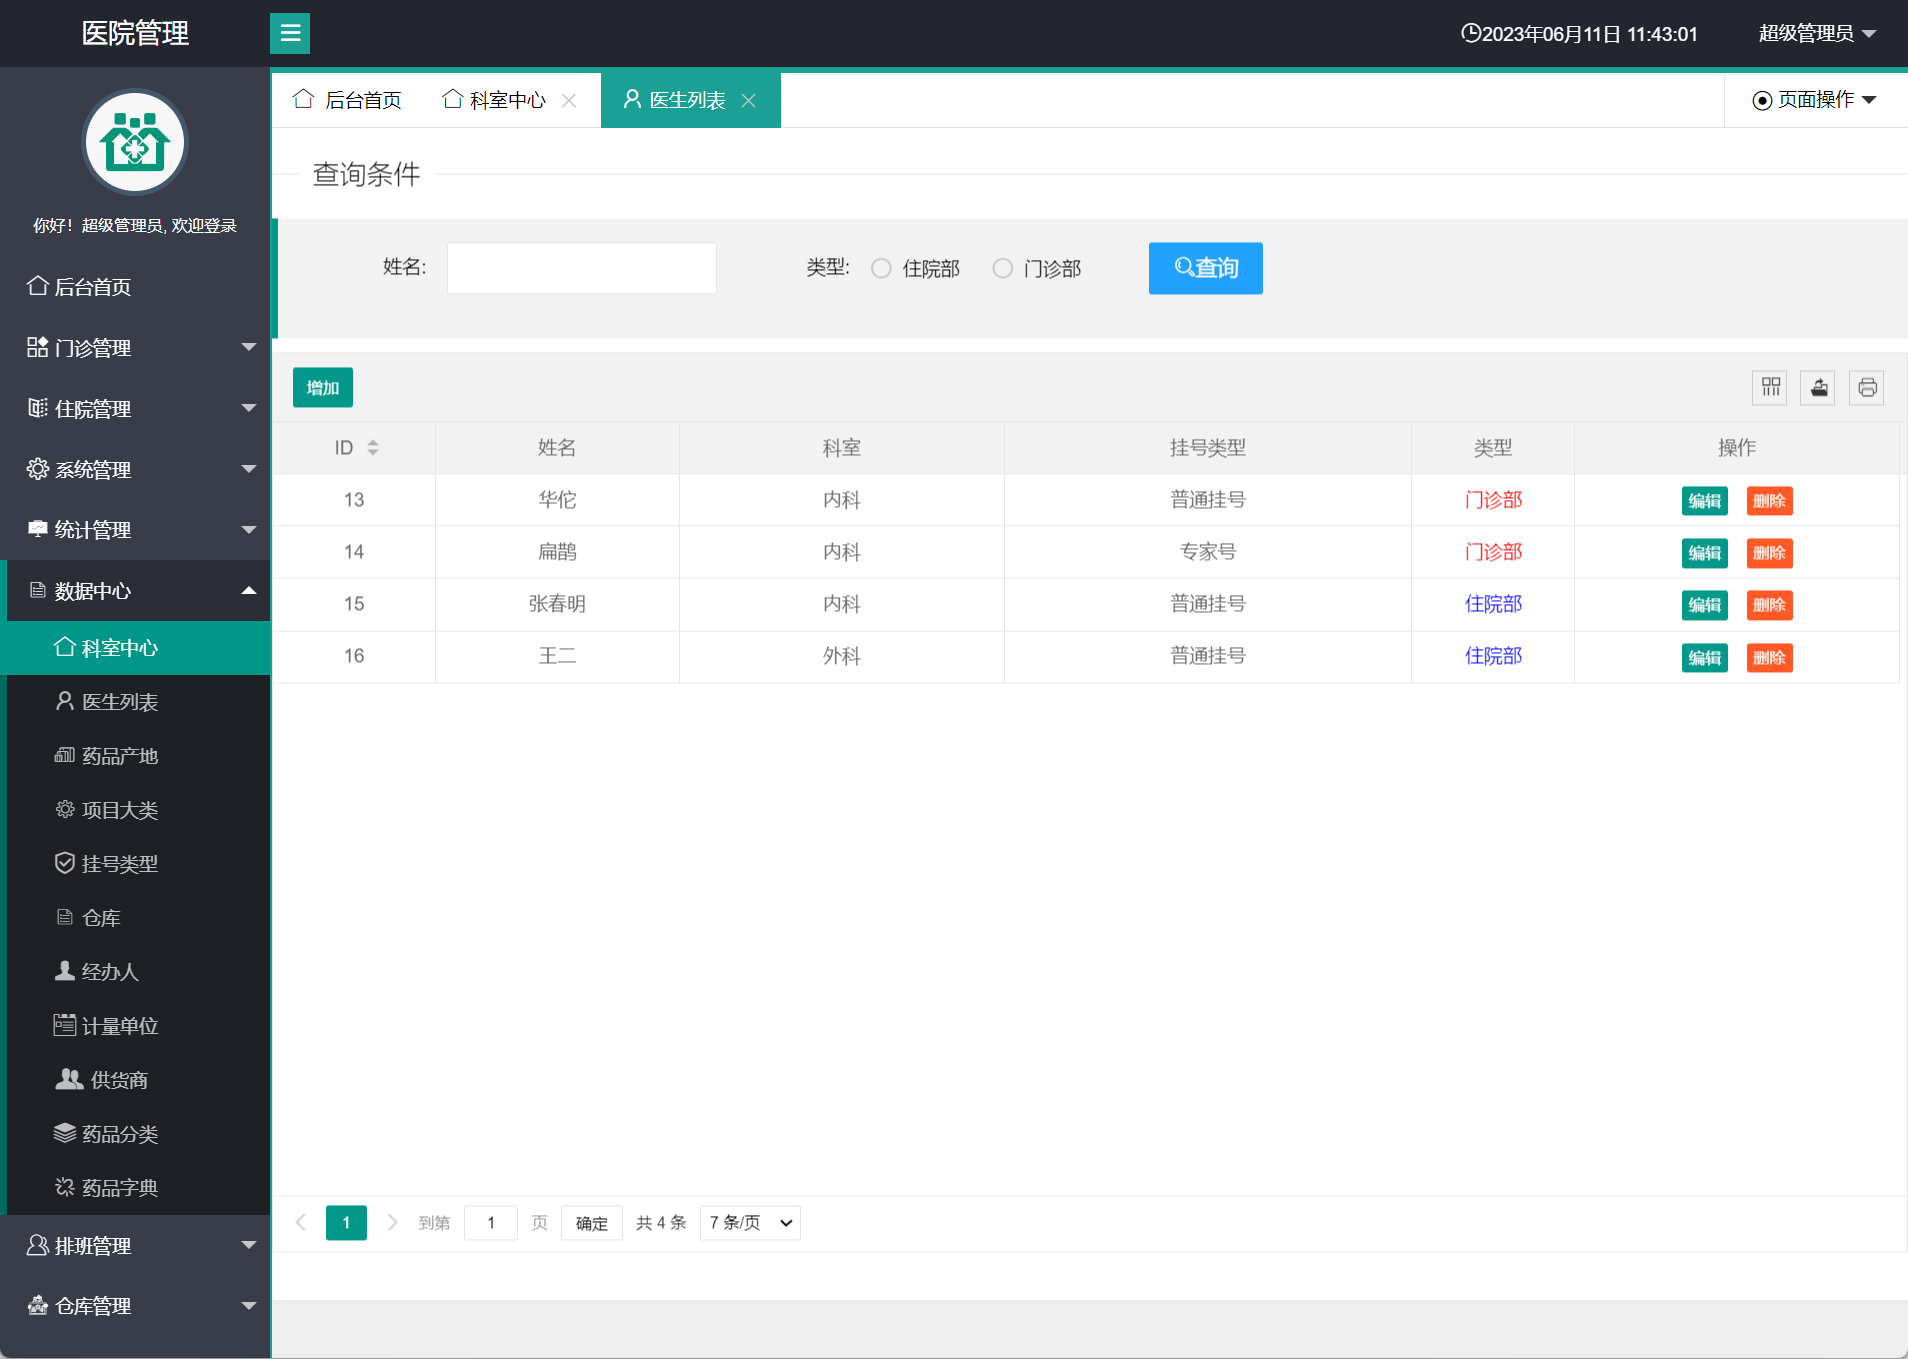 医院管理
2023年06月11日 11:43:01
超级管理员
你好！超级管理员, 欢迎登录
后台首页
门诊管理
住院管理
系统管理
统计管理
数据中心
科室中心
医生列表
药品产地
项目大类
挂号类型
仓库
经办人
计量单位
供货商
药品分类
药品字典
排班管理
仓库管理
后台首页 科室中心 医生列表 页面操作
查询条件
姓名: 类型: 住院部 门诊部 查询
增加
ID 姓名 科室 挂号类型 类型 操作
13 华佗 内科 普通挂号 门诊部 编辑 删除
14 扁鹊 内科 专家号 门诊部 编辑 删除
15 张春明 内科 普通挂号 住院部 编辑 删除
16 王二 外科 普通挂号 住院部 编辑 删除
1 到第 1 页 确定 共 4 条 7 条/页